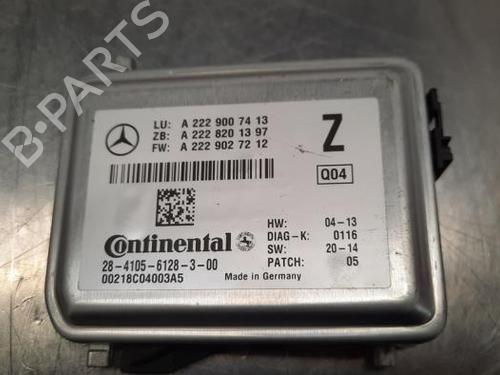 B-PARTS
LU: A 222 900 74 13
ZB: A 222 820 13 97
FW: A 222 902 72 12
Z
Q04
Continental
28-4105-6128-3-00
00218C04003A5
HW: 04-13
DIAG-K: 0116
SW: 20-14
PATCH: 05
Made in Germany